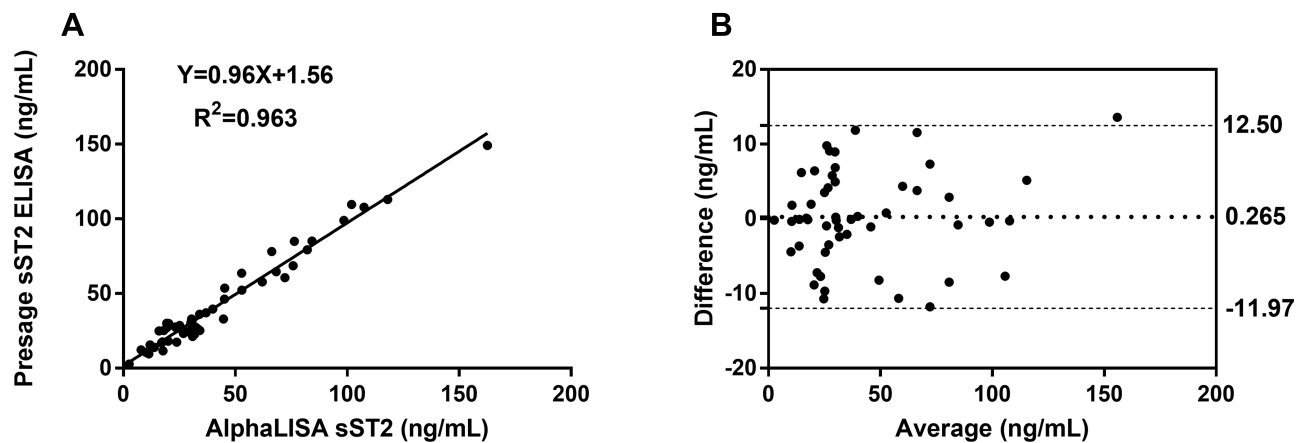 A
Presage sST2 ELISA (ng/mL)
200
150
100
50
0
Y=0.96X+1.56
R²=0.963
0 50 100 150 200
AlphaLISA sST2 (ng/mL)
B
Difference (ng/mL)
20
10
0
-10
-20
12.50
0.265
-11.97
0 50 100 150 200
Average (ng/mL)